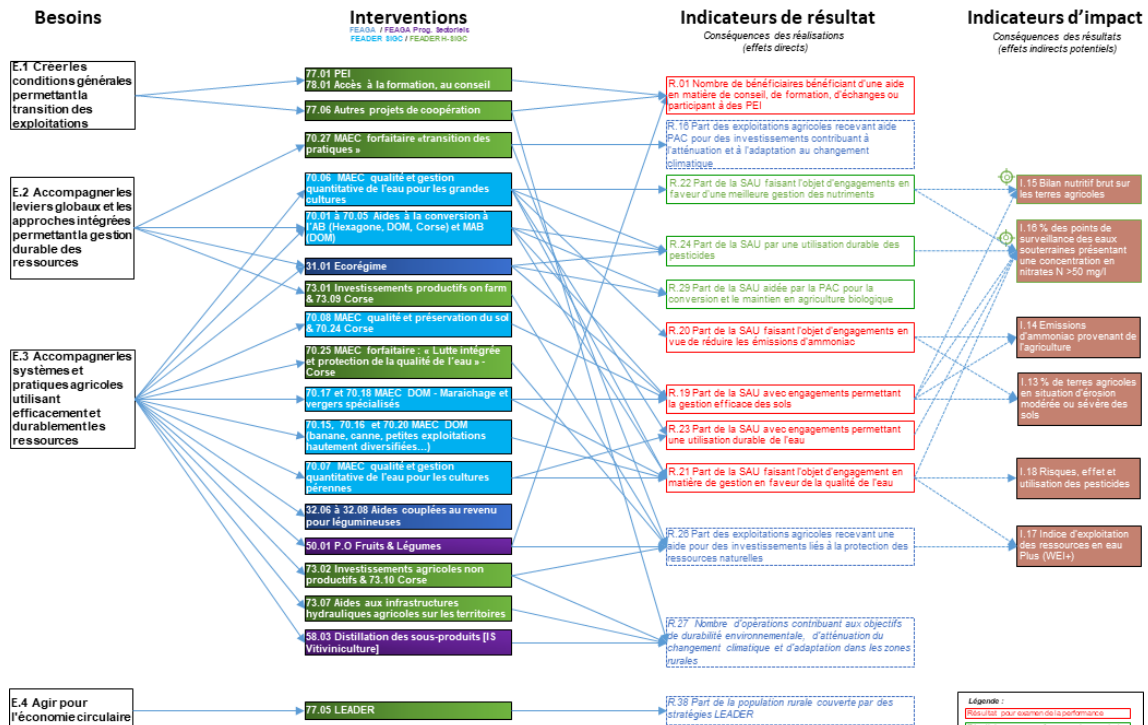 Besoins
Interventions
FEAGA / FEAGA Prog. Sectoriels
FEADER SIGC / FEADER H-SIGC
Indicateurs de résultat
Conséquences des réalisations
(effets directs)
Indicateurs d'impact
Conséquences des résultats
(effets indirects potentiels)
E.1 Créer les
conditions générales
permettant la
transition des
exploitations
E.2 Accompagner les
leviers globaux et les
approches intégrées
permettant la gestion
durable des
ressources
E.3 Accompagner les
systèmes et
pratiques agricoles
utilisant
efficacement et
durablement les
ressources
E.4 Agir pour
l'économie circulaire
77.01 PEI
78.01 Accès à la formation, au conseil
77.06 Autres projets de coopération
70.27 MAEC forfaitaire «transition des
pratiques »
70.06 MAEC qualité et gestion
quantitative de l'eau pour les grandes
cultures
70.01 à 70.05 Aides à la conversion à
l'AB (Hexagone, DOM, Corse) et MAB
(DOM)
31.01 Ecorégime
73.01 Investissements productifs on farm
& 73.09 Corse
70.08 MAEC qualité et préservation du sol
& 70.24 Corse
70.25 MAEC forfaitaire : « Lutte intégrée
et protection de la qualité de l'eau » -
Corse
70.17 et 70.18 MAEC DOM - Maraichage et
vergers spécialisés
70.15, 70.16 et 70.20 MAEC DOM
(banane, canne, petites exploitations
hautement diversifiées...)
70.07 MAEC qualité et gestion
quantitative de l'eau pour les cultures
pérennes
32.06 à 32.08 Aides couplées au revenu
pour légumineuses
50.01 P.O Fruits & Légumes
73.02 Investissements agricoles non
productifs & 73.10 Corse
73.07 Aides aux infrastructures
hydrauliques agricoles sur les territoires
58.03 Distillation des sous-produits [IS
Vitiviniculture]
77.05 LEADER
R.01 Nombre de bénéficiaires bénéficiant d'une aide
en matière de conseil, de formation, d'échanges ou
participant à des PEI
R.16 Part des exploitations agricoles recevant aide
PAC pour des investissements contribuant à
l'atténuation et à l'adaptation au changement
climatique
R.22 Part de la SAU faisant l'objet d'engagements en
faveur d'une meilleure gestion des nutriments
R.24 Part de la SAU par une utilisation durable des
pesticides
R.29 Part de la SAU aidée par la PAC pour la
conversion et le maintien en agriculture biologique
R.20 Part de la SAU faisant l'objet d'engagements en
vue de réduire les émissions d'ammoniac
R.19 Part de la SAU avec engagements permettant
la gestion efficace des sols
R.23 Part de la SAU avec engagements permettant
une utilisation durable de l'eau
R.21 Part de la SAU faisant l'objet d'engagement en
matière de gestion en faveur de la qualité de l'eau
R.26 Part des exploitations agricoles recevant une
aide pour des investissements liés à la protection des
ressources naturelles
R.27 Nombre d'opérations contribuant aux objectifs
de durabilité environnementale, d'atténuation du
changement climatique et d'adaptation dans les zones
rurales
R.38 Part de la population rurale couverte par des
stratégies LEADER
I.15 Bilan nutritif brut sur
les terres agricoles
I.16 % des points de
surveillance des eaux
souterraines présentant
une concentration en
nitrates N >50 mg/l
I.14 Emissions
d'ammoniac provenant de
l'agriculture
I.13 % de terres agricoles
en situation d'érosion
modérée ou sévère des
sols
I.18 Risques, effet et
utilisation des pesticides
I.17 Indice d'exploitation
des ressources en eau
Plus (WEI+)
Légende :
Résultat pour examen de la performance